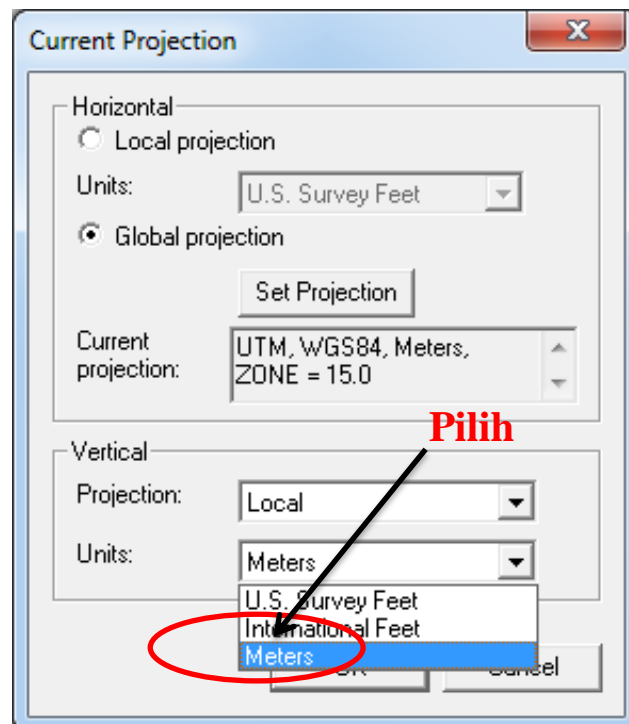 Current Projection
Horizontal
Local projection
Units:
U.S. Survey Feet
Global projection
Set Projection
Current
projection:
UTM, WGS84, Meters,
ZONE = 15.0
Pilih
Vertical
Projection:
Local
Units:
Meters
U.S. Survey Feet
International Feet
Meters
OK
Cancel